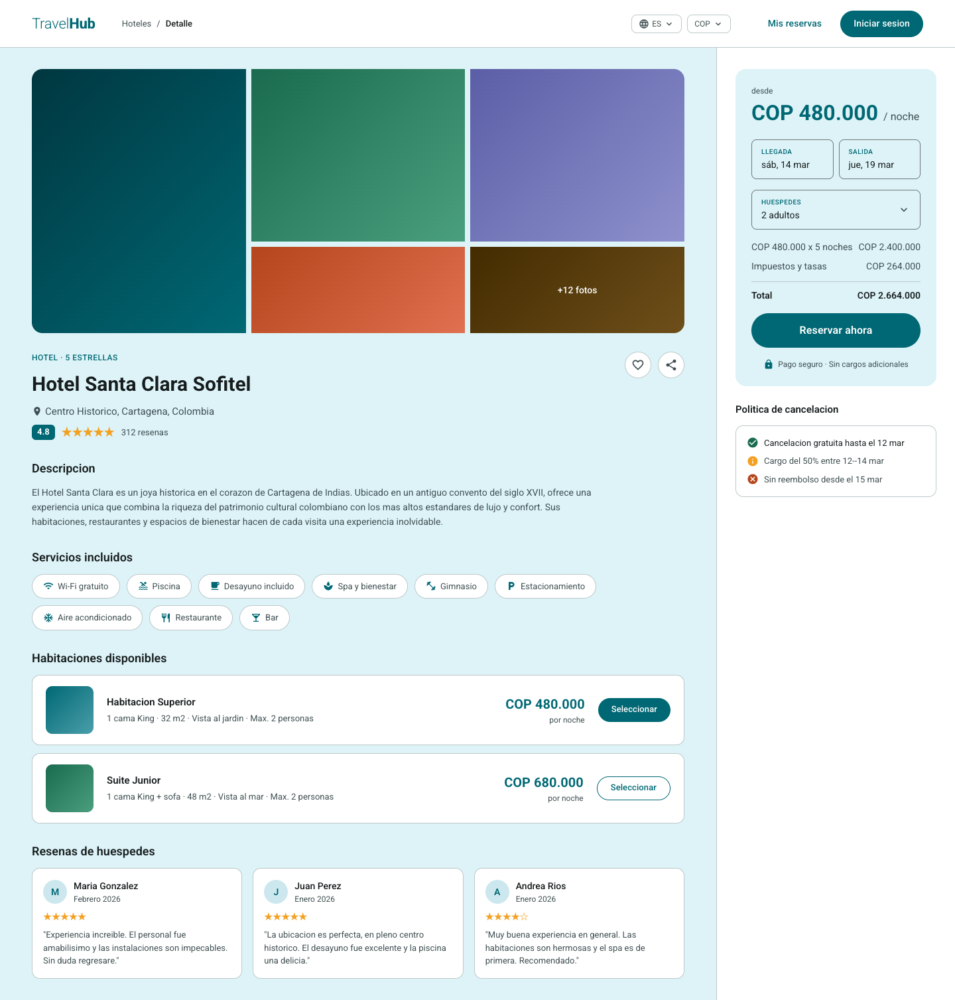 TravelHub
Hoteles / Detalle
ES
COP
Mis reservas
Iniciar sesion
+12 fotos
HOTEL · 5 ESTRELLAS
Hotel Santa Clara Sofitel
Centro Historico, Cartagena, Colombia
4.8 ★★★★★ 312 resenas
Descripcion
El Hotel Santa Clara es un joya historica en el corazon de Cartagena de Indias. Ubicado en un antiguo convento del siglo XVII, ofrece una
experiencia unica que combina la riqueza del patrimonio cultural colombiano con los mas altos estandares de lujo y confort. Sus
habitaciones, restaurantes y espacios de bienestar hacen de cada visita una experiencia inolvidable.
Servicios incluidos
Wi-Fi gratuito
Piscina
Desayuno incluido
Spa y bienestar
Gimnasio
Estacionamiento
Aire acondicionado
Restaurante
Bar
Habitaciones disponibles
Habitacion Superior
1 cama King · 32 m2 · Vista al jardin · Max. 2 personas
COP 480.000
por noche
Seleccionar
Suite Junior
1 cama King + sofa · 48 m2 · Vista al mar · Max. 2 personas
COP 680.000
por noche
Seleccionar
Resenas de huespedes
M
Maria Gonzalez
Febrero 2026
★★★★★
"Experiencia increible. El personal fue
amabilisimo y las instalaciones son impecables.
Sin duda regresare."
J
Juan Perez
Enero 2026
★★★★★
"La ubicacion es perfecta, en pleno centro
historico. El desayuno fue excelente y la piscina
una delicia."
A
Andrea Rios
Enero 2026
★★★★☆
"Muy buena experiencia en general. Las
habitaciones son hermosas y el spa es de
primera. Recomendado."
desde
COP 480.000 / noche
LLEGADA
sáb, 14 mar
SALIDA
jue, 19 mar
HUESPEDES
2 adultos
COP 480.000 x 5 noches COP 2.400.000
Impuestos y tasas COP 264.000
Total COP 2.664.000
Reservar ahora
Pago seguro · Sin cargos adicionales
Politica de cancelacion
Cancelacion gratuita hasta el 12 mar
Cargo del 50% entre 12--14 mar
Sin reembolso desde el 15 mar